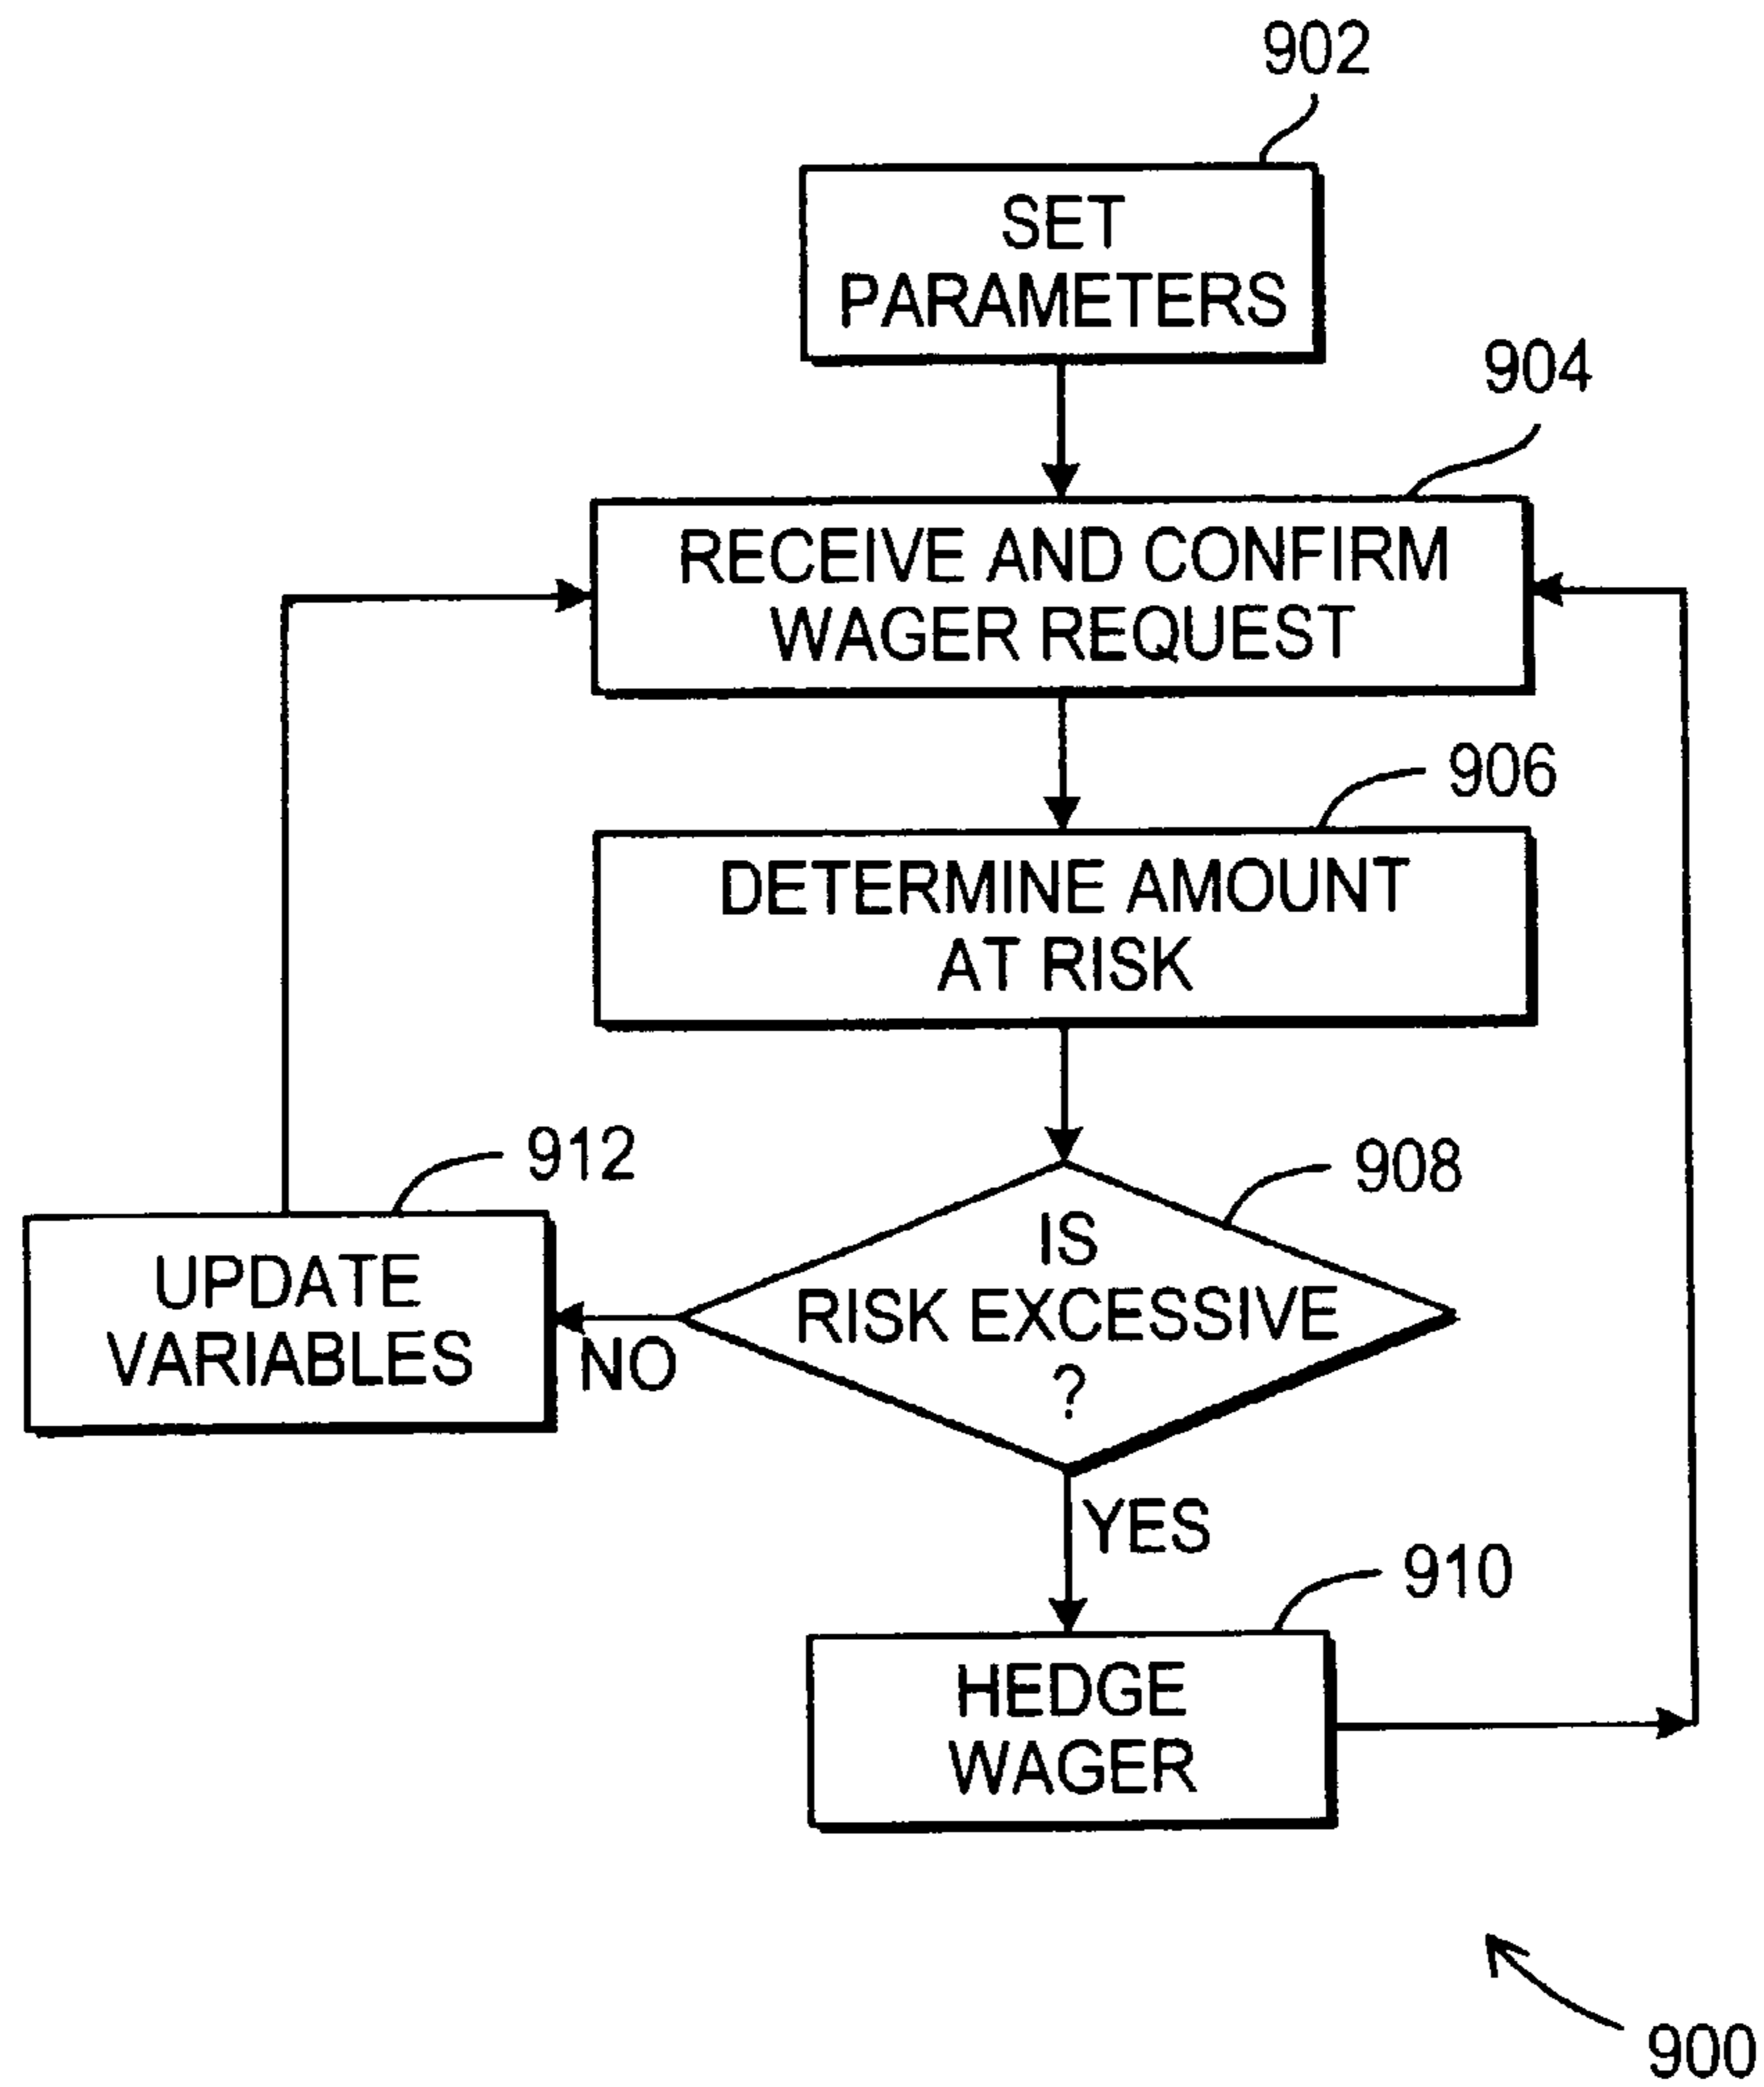 902
SET
PARAMETERS
904
RECEIVE AND CONFIRM
WAGER REQUEST
906
DETERMINE AMOUNT
AT RISK
912
908
UPDATE
VARIABLES
NO
IS
RISK EXCESSIVE
?
YES
910
HEDGE
WAGER
900